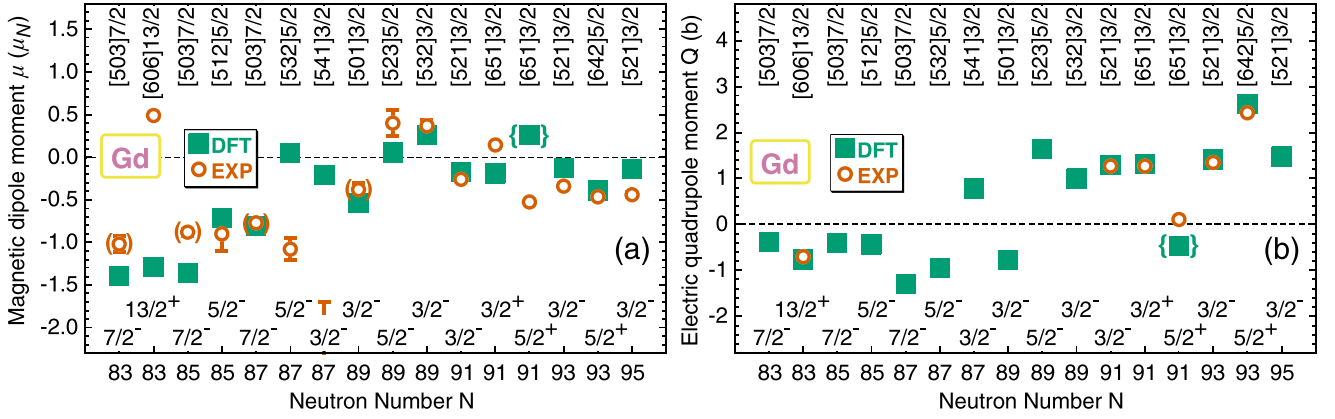 Magnetic dipole moment μ (μN)
1.5
1.0
0.5
0.0
-0.5
-1.0
-1.5
-2.0
[503]7/2
[606]13/2
[503]7/2
[512]5/2
[503]7/2
[532]5/2
[541]3/2
[501]3/2
[523]5/2
[532]3/2
[521]3/2
[651]3/2
[651]3/2
[521]3/2
[642]5/2
[521]3/2
Gd
DFT
EXP
{ }
( )
( )
( )
( )
(a)
13/2⁺ 5/2⁻ 5/2⁻ 3/2⁻ 3/2⁻ 3/2⁺ 3/2⁻ 3/2⁻
7/2⁻ 7/2⁻ 7/2⁻ 3/2⁻ 5/2⁻ 3/2⁻ 5/2⁺ 5/2⁺
83 83 85 85 87 87 87 89 89 89 91 91 91 93 93 95
Neutron Number N
Electric quadrupole moment Q (b)
4
2
0
-1
-2
[503]7/2
[606]13/2
[503]7/2
[512]5/2
[503]7/2
[532]5/2
[541]3/2
[501]3/2
[523]5/2
[532]3/2
[521]3/2
[651]3/2
[651]3/2
[521]3/2
[642]5/2
[521]3/2
3
1
Gd
DFT
EXP
{ }
(b)
13/2⁺ 5/2⁻ 5/2⁻ 3/2⁻ 3/2⁻ 3/2⁺ 3/2⁻ 3/2⁻
7/2⁻ 7/2⁻ 7/2⁻ 3/2⁻ 5/2⁻ 3/2⁻ 5/2⁺ 5/2⁺
83 83 85 85 87 87 87 89 89 89 91 91 91 93 93 95
Neutron Number N